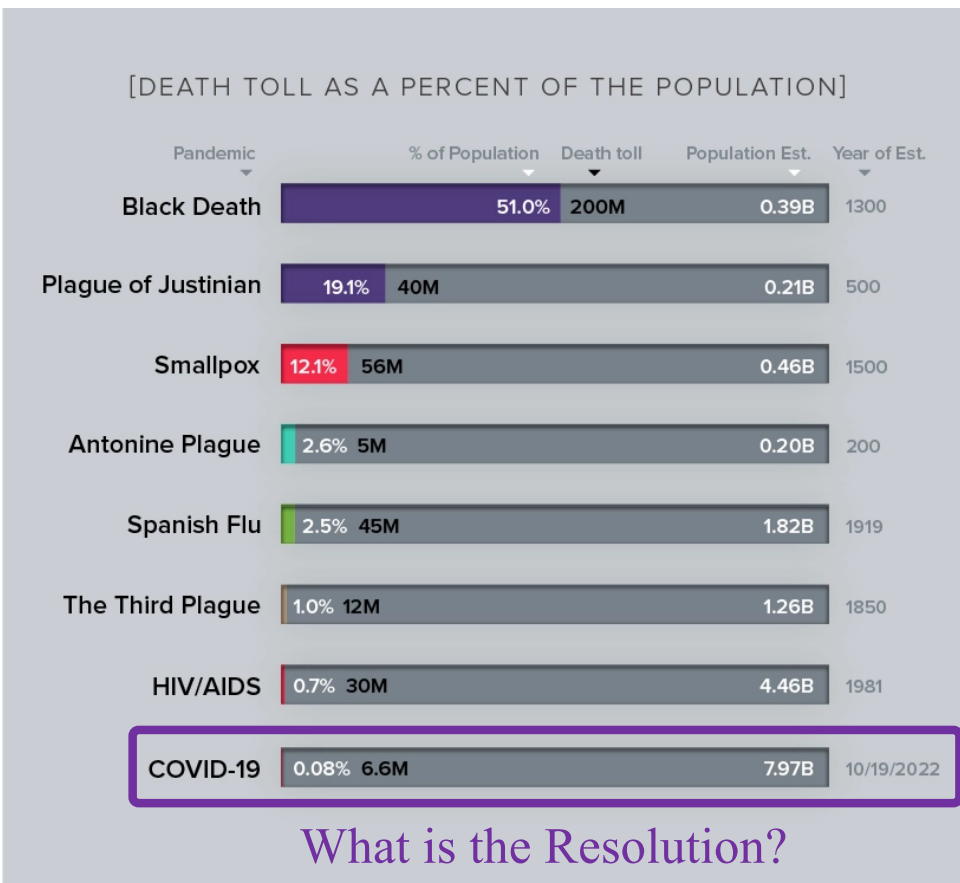 [DEATH TOLL AS A PERCENT OF THE POPULATION]
Pandemic % of Population Death toll Population Est. Year of Est.
Black Death 51.0% 200M 0.39B 1300
Plague of Justinian 19.1% 40M 0.21B 500
Smallpox 12.1% 56M 0.46B 1500
Antonine Plague 2.6% 5M 0.20B 200
Spanish Flu 2.5% 45M 1.82B 1919
The Third Plague 1.0% 12M 1.26B 1850
HIV/AIDS 0.7% 30M 4.46B 1981
COVID-19 0.08% 6.6M 7.97B 10/19/2022
What is the Resolution?